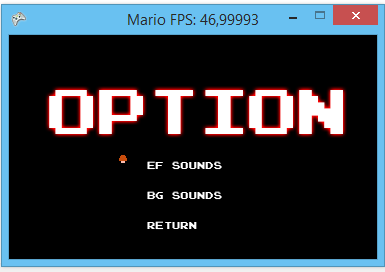 Mario FPS: 46,99993
OPTION
EF SOUNDS
BG SOUNDS
RETURN